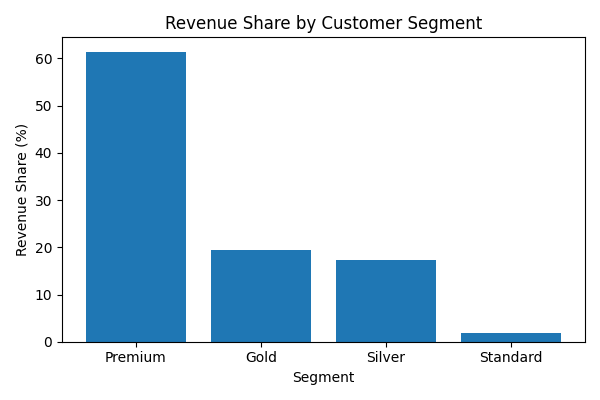 Revenue Share by Customer Segment
Revenue Share (%)
60
50
40
30
20
10
0
Premium Gold Silver Standard
Segment